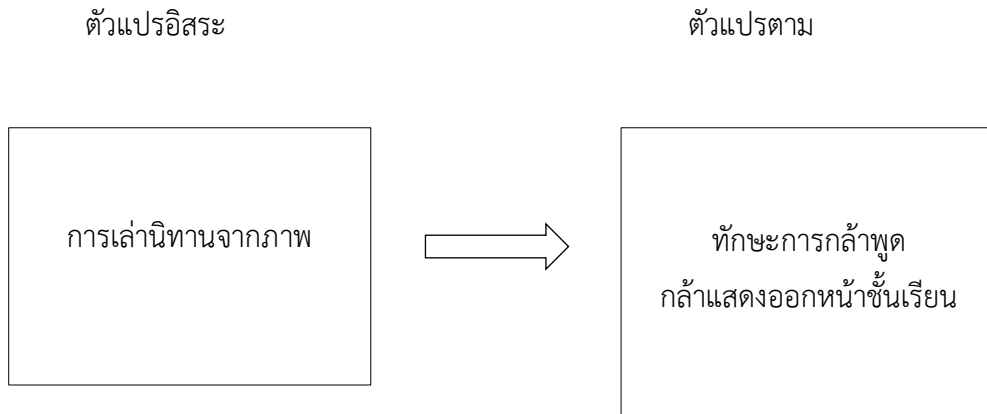 ตัวแปรอิสระ
ตัวแปรตาม
การเล่านิทานจากภาพ
ทักษะการกล้าพูด
กล้าแสดงออกหน้าชั้นเรียน